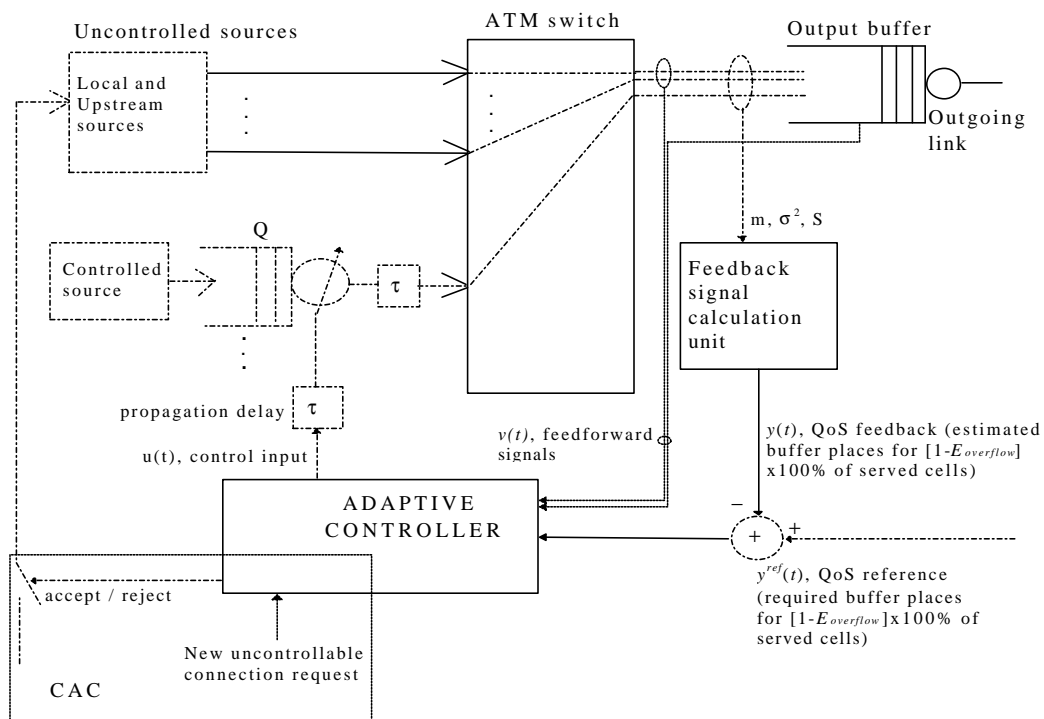 ATM switch
Uncontrolled sources
Output buffer
Local and
Upstream
sources
Outgoing
link
m, σ², S
Q
Controlled
source
τ
Feedback
signal
calculation
unit
τ
propagation delay
u(t), control input
v(t), feedforward
signals
y(t), QoS feedback (estimated
buffer places for [1-E overflow]
x100% of served cells)
ADAPTIVE
CONTROLLER
−
+
+
y^ref(t), QoS reference
(required buffer places
for [1-E overflow]x100% of
served cells)
accept / reject
New uncontrollable
connection request
CAC